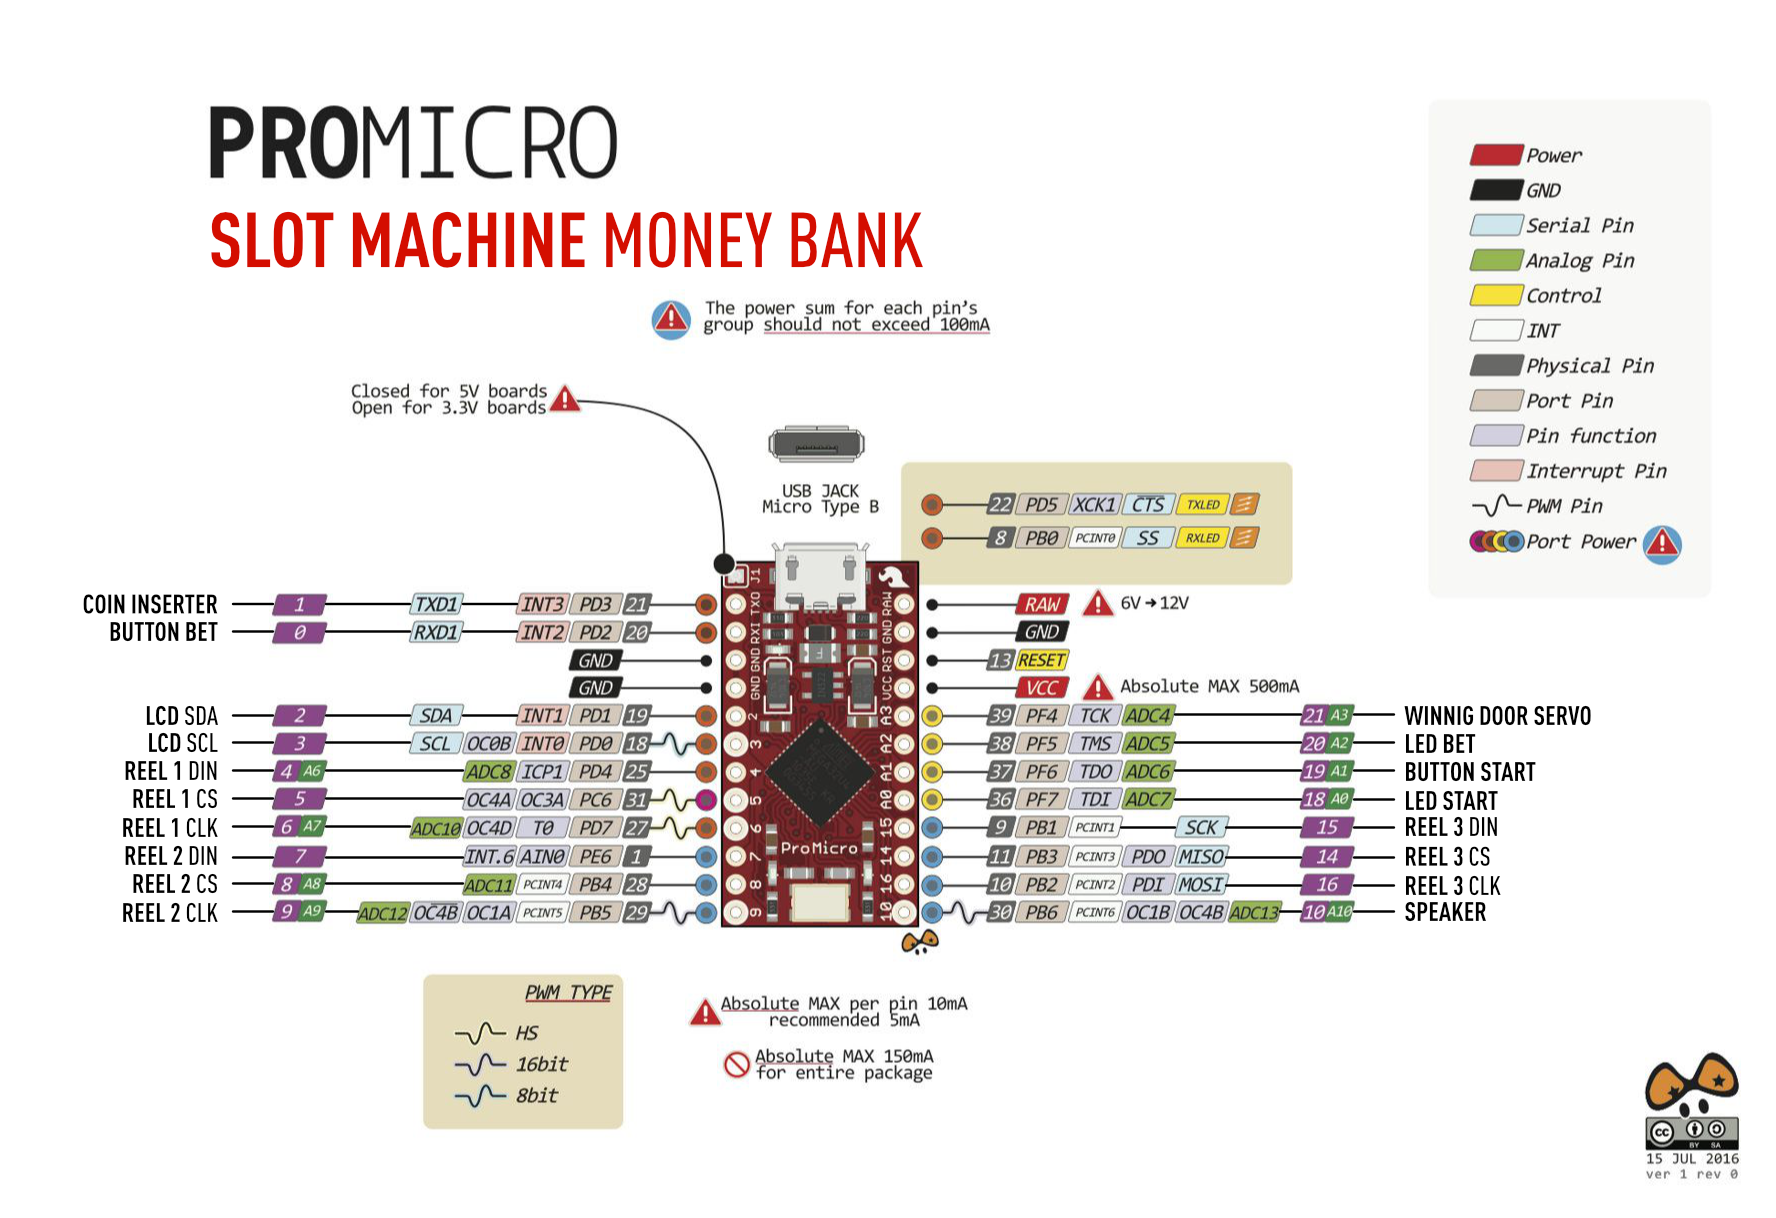 PROMICRO
SLOT MACHINE MONEY BANK
The power sum for each pin's
group should not exceed 100mA
Closed for 5V boards
Open for 3.3V boards
USB JACK
Micro Type B
22 PD5 XCK1 CTS TXLED
8 PB0 PCINT0 SS RXLED
Power
GND
Serial Pin
Analog Pin
Control
INT
Physical Pin
Port Pin
Pin function
Interrupt Pin
PWM Pin
Port Power
COIN INSERTER 1 TXD1 INT3 PD3 21
BUTTON BET 0 RXD1 INT2 PD2 20
GND
GND
LCD SDA 2 SDA INT1 PD1 19
LCD SCL 3 SCL OC0B INT0 PD0 18
REEL 1 DIN 4 A6 ADC8 ICP1 PD4 25
REEL 1 CS 5 OC4A OC3A PC6 31
REEL 1 CLK 6 A7 ADC10 OC4D T0 PD7 27
REEL 2 DIN 7 INT.6 AIN0 PE6 1
REEL 2 CS 8 A8 ADC11 PCINT4 PB4 28
REEL 2 CLK 9 A9 ADC12 OC4B OC1A PCINT5 PB5 29
J1
TXO
RXI
GND
GND
2
3
4
5
6
7
8
9
ProMicro
RAW
GND
RST
VCC
A3
A2
A1
A0
15
14
16
10
RAW 6V→12V
GND
13 RESET
VCC Absolute MAX 500mA
39 PF4 TCK ADC4 21 A3 WINNIG DOOR SERVO
38 PF5 TMS ADC5 20 A2 LED BET
37 PF6 TDO ADC6 19 A1 BUTTON START
36 PF7 TDI ADC7 18 A0 LED START
9 PB1 PCINT1 SCK 15 REEL 3 DIN
11 PB3 PCINT3 PDO MISO 14 REEL 3 CS
10 PB2 PCINT2 PDI MOSI 16 REEL 3 CLK
30 PB6 PCINT6 OC1B OC4B ADC13 10 A10 SPEAKER
PWM TYPE
HS
16bit
8bit
Absolute MAX per pin 10mA
recommended 5mA
Absolute MAX 150mA
for entire package
cc
BY SA
15 JUL 2016
ver 1 rev 0